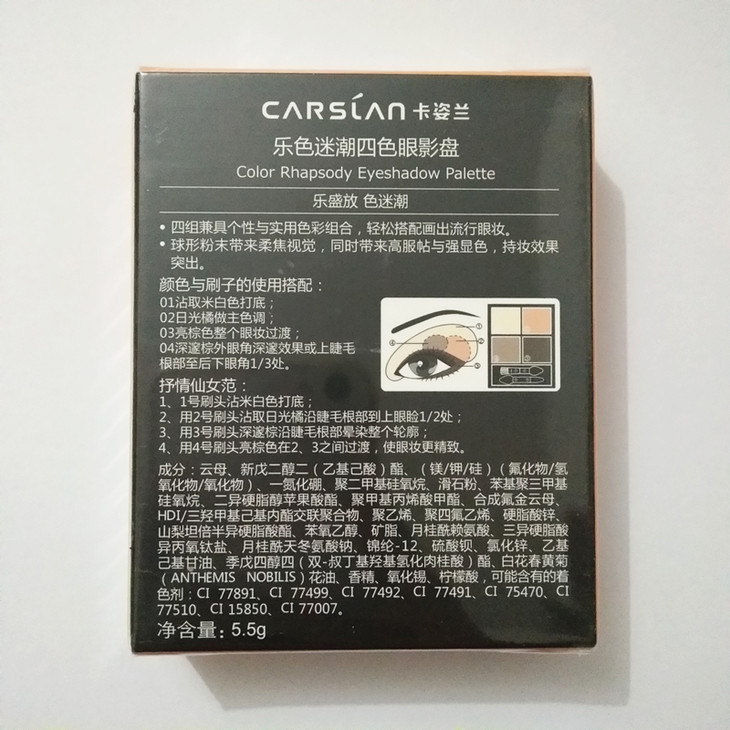 CARSLAN 卡姿兰
乐色迷潮四色眼影盘
Color Rhapsody Eyeshadow Palette
乐盛放 色迷潮
• 四组兼具个性与实用色彩组合，轻松搭配画出流行眼妆。
• 球形粉末带来柔焦视觉，同时带来高服帖与强显色，持妆效果
突出。
颜色与刷子的使用搭配：
01沾取米白色打底；
02日光橘做主色调；
03亮棕色整个眼妆过渡；
04深邃棕外眼角深邃效果或上睫毛
根部至后下眼角1/3处。
抒情仙女范：
1、1号刷头沾米白色打底；
2、用2号刷头沾取日光橘沿睫毛根部到上眼睑1/2处；
3、用3号刷头深邃棕沿睫毛根部晕染整个轮廓；
4、用4号刷头亮棕色在2、3之间过渡，使眼妆更精致。
成分：云母、新戊二醇二（乙基己酸）酯、（镁/钾/硅）（氟化物/氢
氧化物/氧化物）、一氮化硼、聚二甲基硅氧烷、滑石粉、苯基聚三甲基
硅氧烷、二异硬脂醇苹果酸酯、聚甲基丙烯酸甲酯、合成氟金云母、
HDI/三羟甲基己基内酯交联聚合物、聚乙烯、聚四氟乙烯、硬脂酸锌、
山梨坦倍半异硬脂酸酯、苯氧乙醇、矿脂、月桂酰赖氨酸、三异硬脂酸
异丙氧钛盐、月桂酰天冬氨酸钠、锦纶-12、硫酸钡、氯化锌、乙基
己基甘油、季戊四醇四（双-叔丁基羟基氢化肉桂酸）酯、白花春黄菊
（ANTHEMIS NOBILIS）花油、香精、氧化锡、柠檬酸，可能含有的着
色剂：CI 77891、CI 77499、CI 77492、CI 77491、CI 75470、CI
77510、CI 15850、CI 77007。
净含量：5.5g